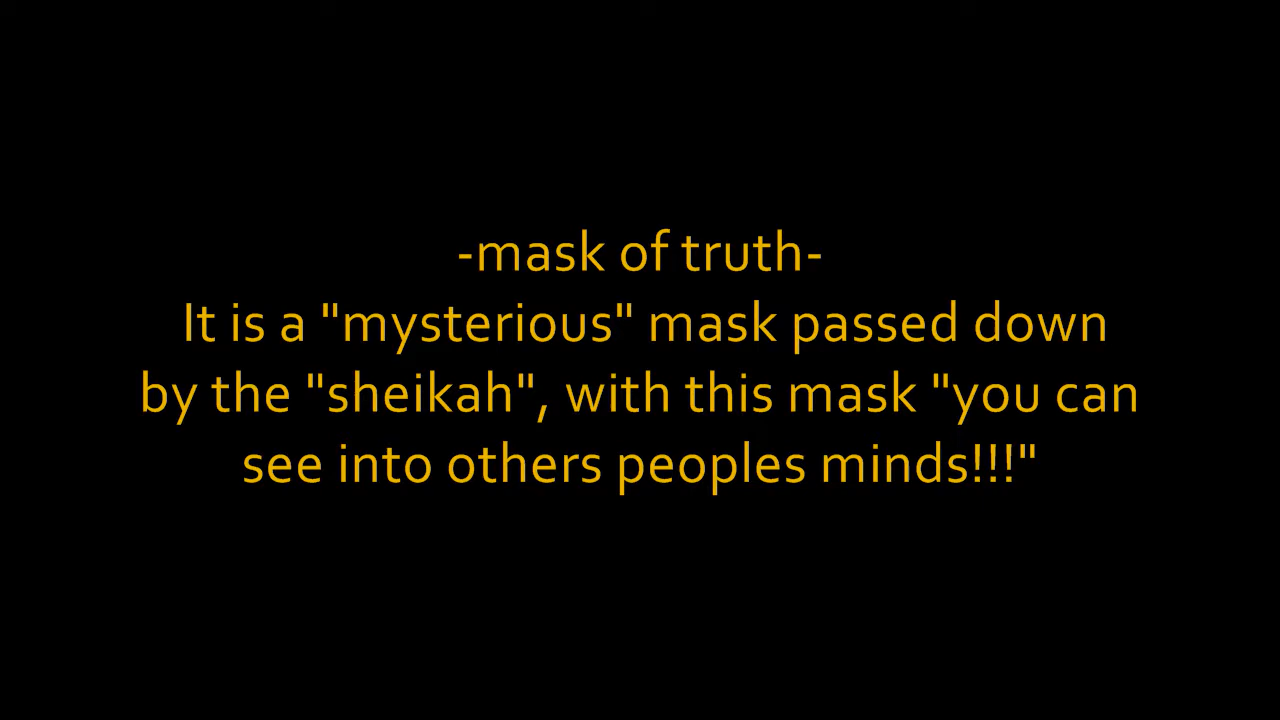 -mask of truth-
It is a "mysterious" mask passed down
by the "sheikah", with this mask "you can
see into others peoples minds!!!"